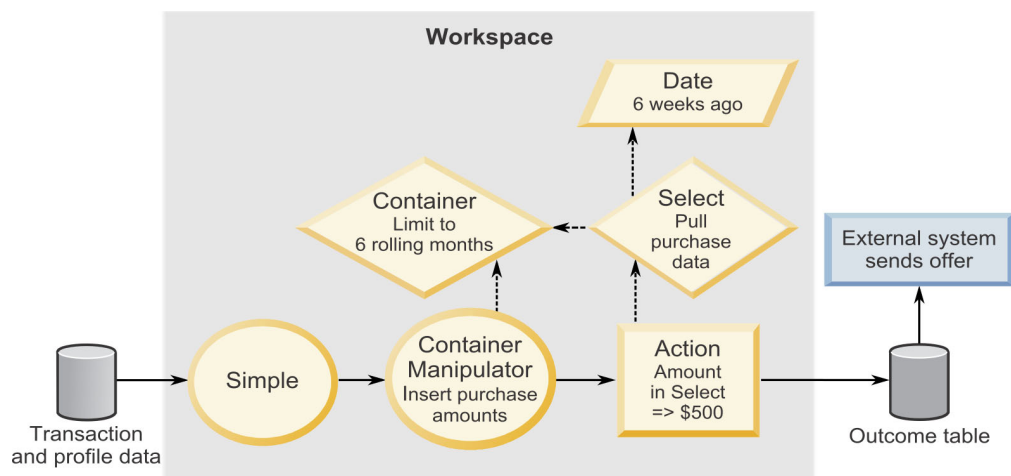 Workspace
Date
6 weeks ago
Container
Limit to
6 rolling months
Select
Pull
purchase
data
External system
sends offer
Simple
Container
Manipulator
Insert purchase
amounts
Action
Amount
in Select
=> $500
Transaction
and profile data
Outcome table